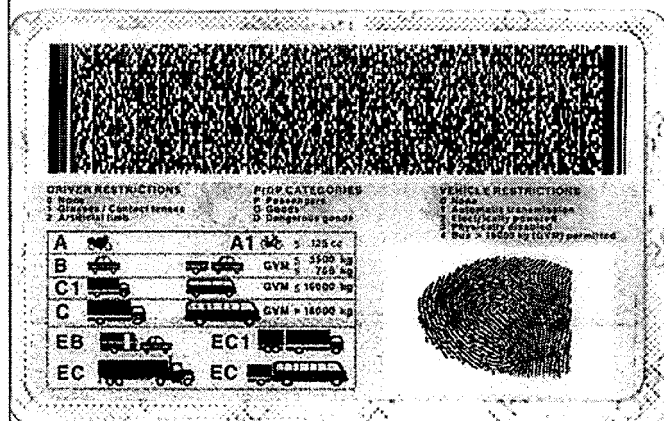 DRIVER RESTRICTIONS
0 None
1 Glasses / Contact lenses
2 Artificial limb
PrDP CATEGORIES
P Passengers
G Goods
D Dangerous goods
VEHICLE RESTRICTIONS
0 None
1 Automatic transmission
2 Electrically powered
3 Physically disabled
4 Bus > 16000 kg (GVM) permitted
A A1 ≤ 125 cc
B GVM ≤ 3500 kg
≤ 750 kg
C1 GVM ≤ 16000 kg
C GVM > 16000 kg
EB EC1
EC EC